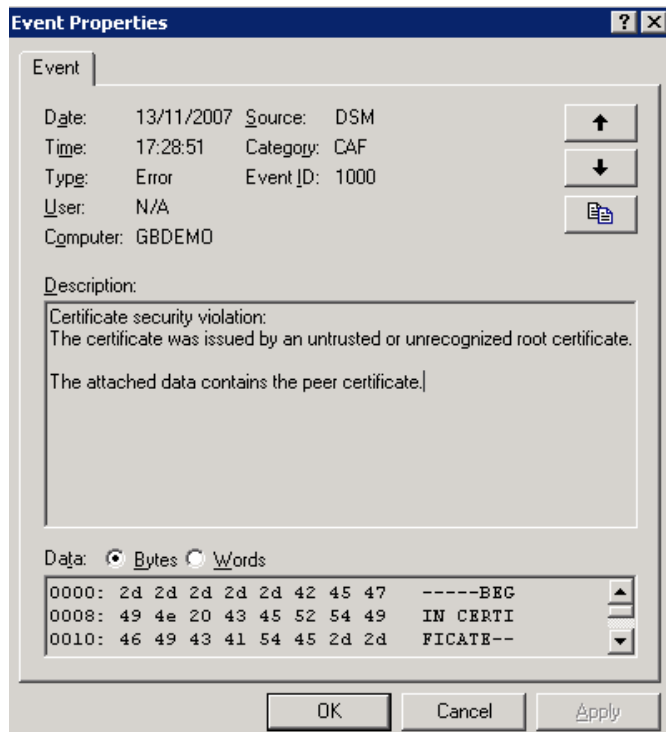 Event Properties
Event
Date: 13/11/2007 Source: DSM
Time: 17:28:51 Category: CAF
Type: Error Event ID: 1000
User: N/A
Computer: GBDEMO
Description:
Certificate security violation:
The certificate was issued by an untrusted or unrecognized root certificate.
The attached data contains the peer certificate.
Data: Bytes Words
0000: 2d 2d 2d 2d 2d 42 45 47 -----BEG
0008: 49 4e 20 43 45 52 54 49 IN CERTI
0010: 46 49 43 41 54 45 2d 2d FICATE--
OK Cancel Apply